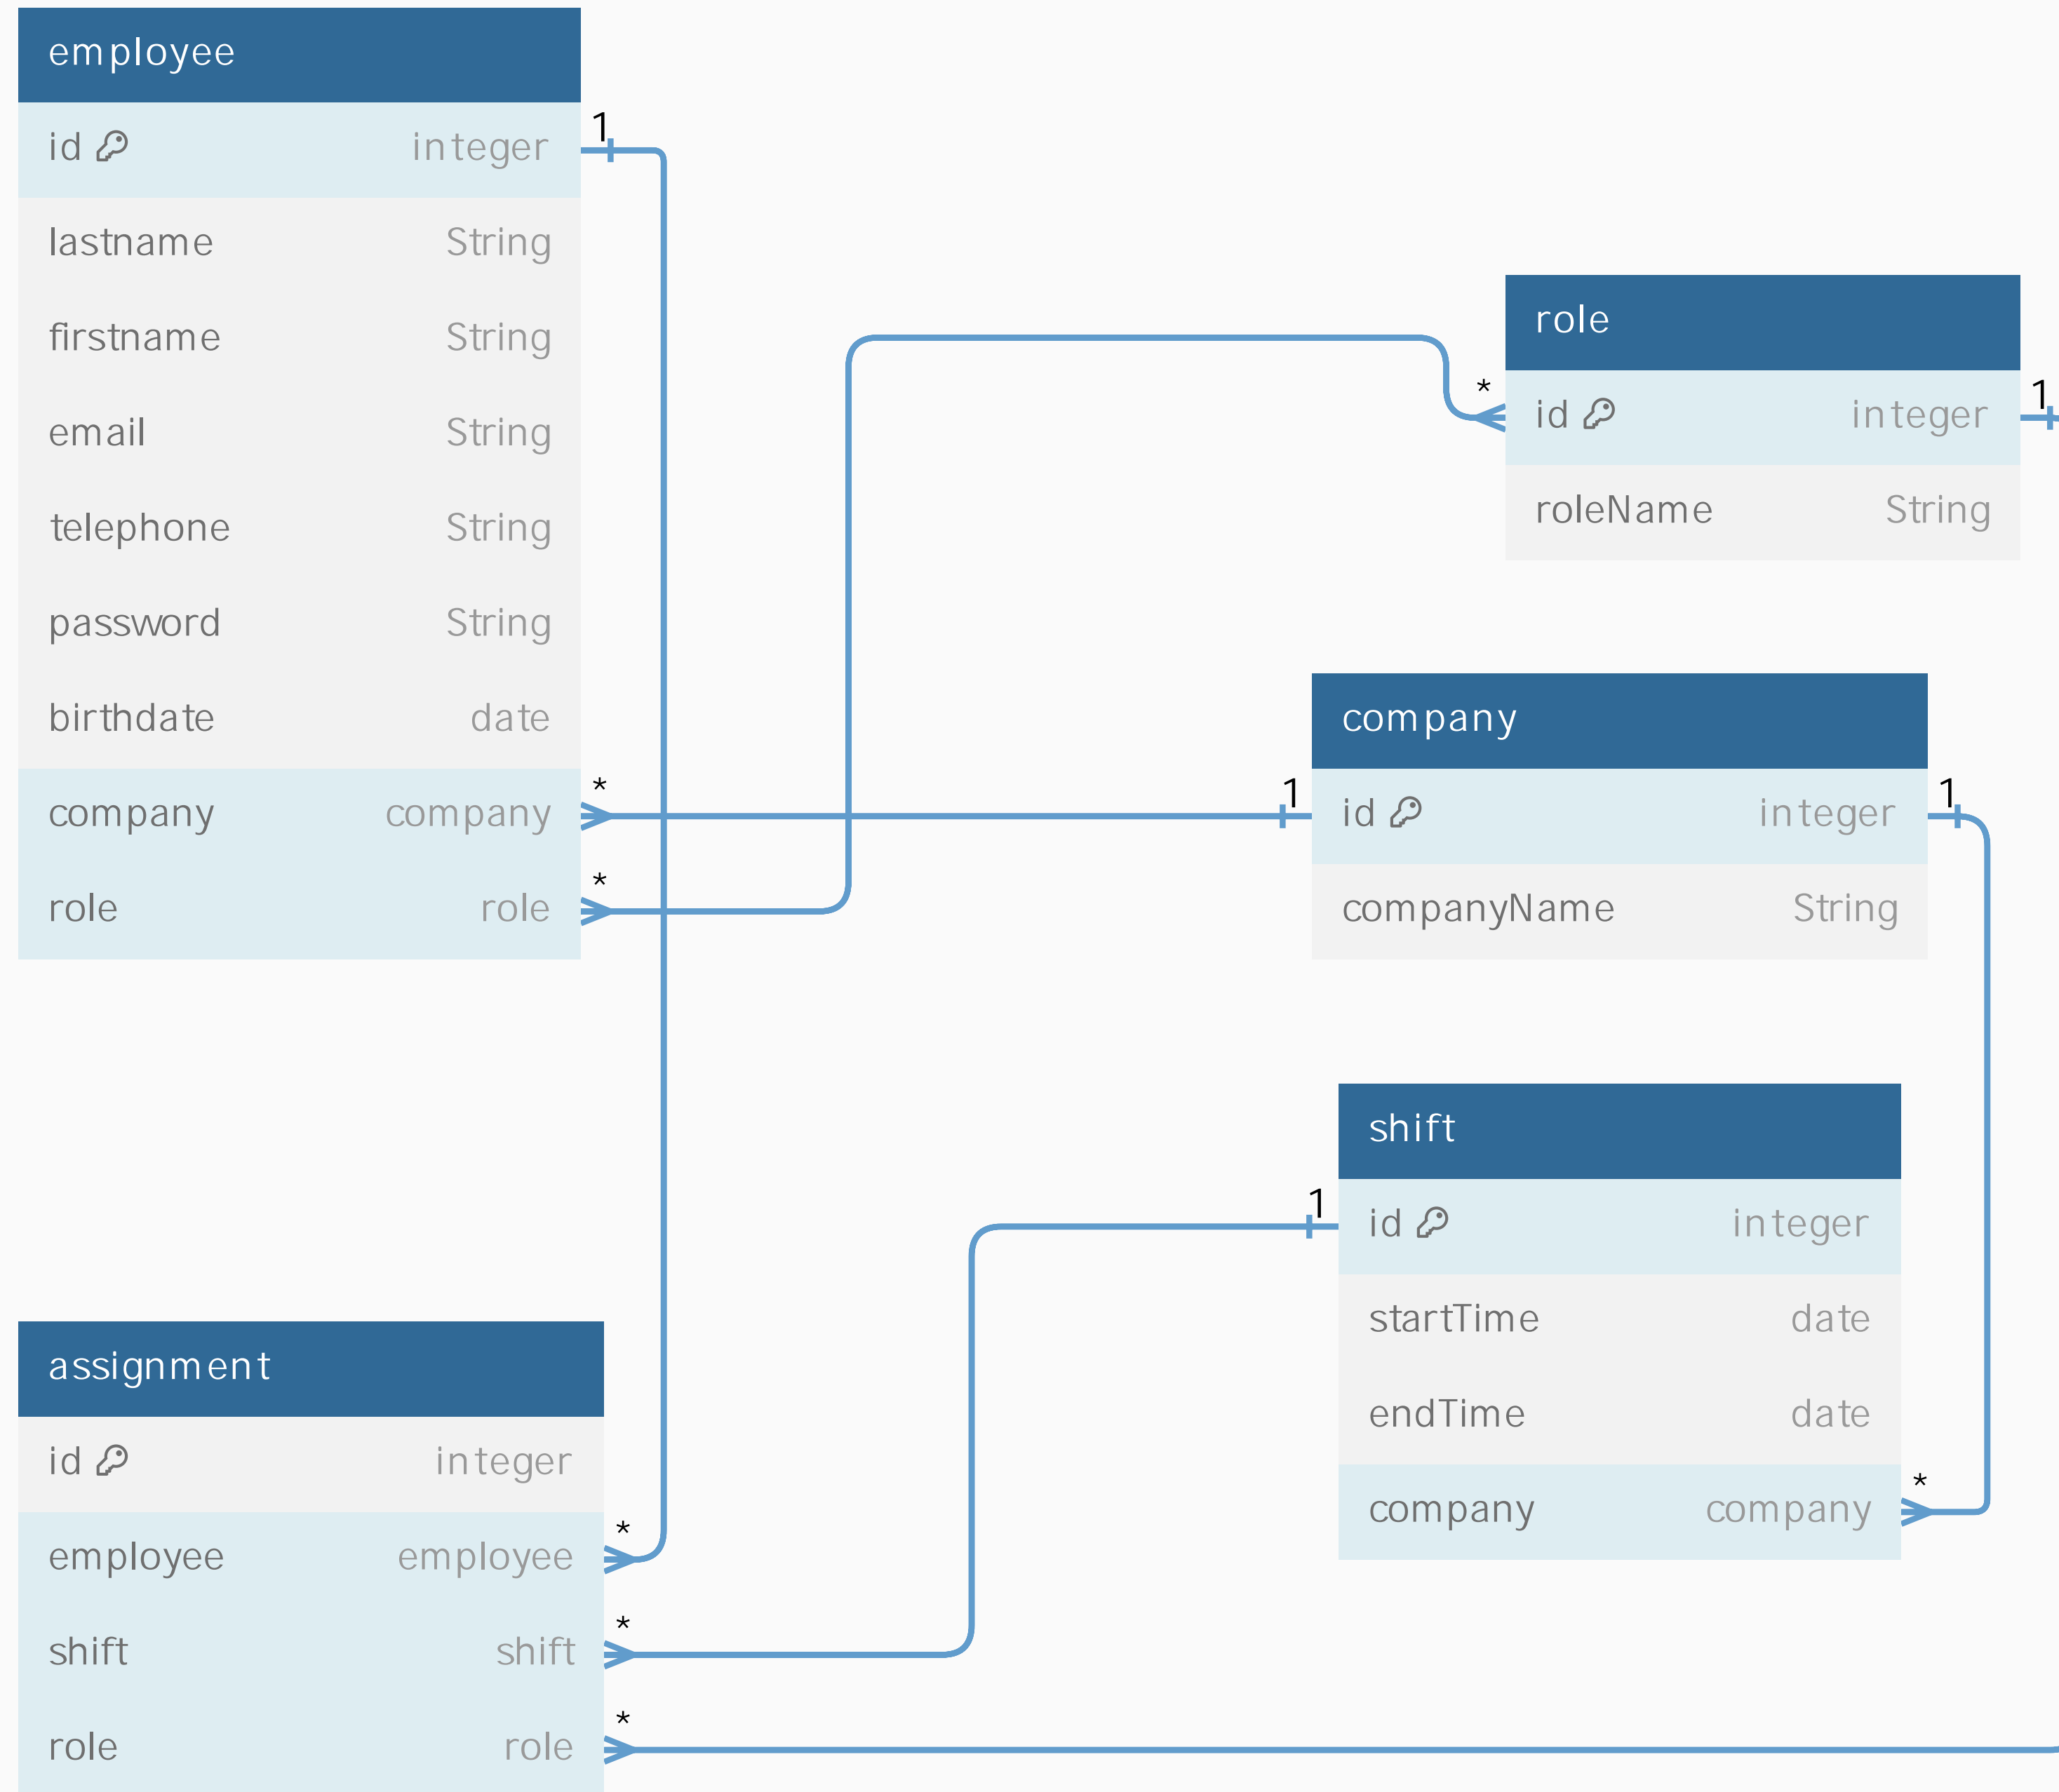 employee
id integer
lastname String
firstname String
email String
telephone String
password String
birthdate date
company company
role role
1
*
*
role
id integer
roleName String
*
1
company
id integer
companyName String
1
1
shift
id integer
startTime date
endTime date
company company
1
*
assignment
id integer
employee employee
shift shift
role role
*
*
*